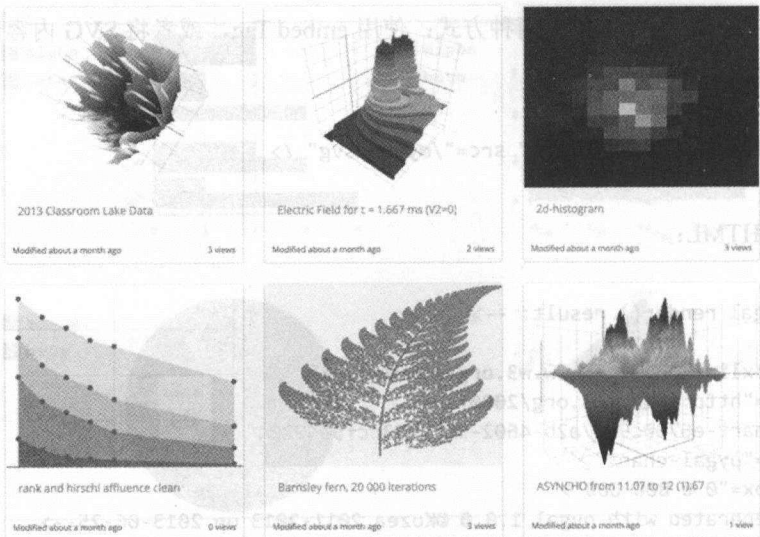 2013 Classroom Lake Data
Modified about a month ago 3 views
Electric Field for t = 1.667 ms (V2=0)
Modified about a month ago 2 views
2d-histogram
Modified about a month ago 3 views
rank and hirschi affluence clean
Modified about a month ago 0 views
Barnsley fern, 20 000 iterations
Modified about a month ago 3 views
ASYNCHO from 11.07 to 12 (1).67
Modified about a month ago 1 view